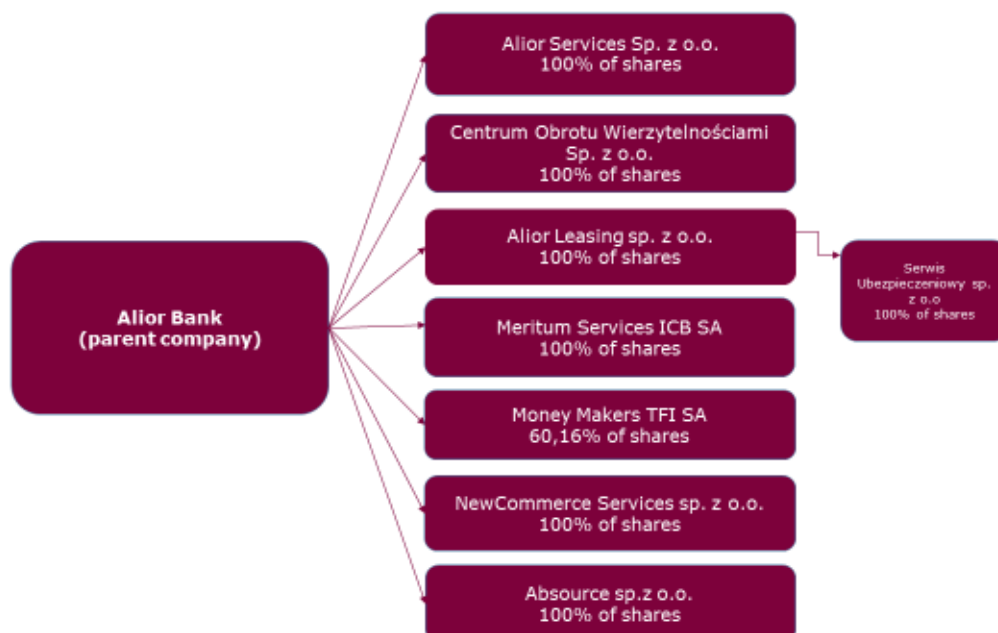 Alior Bank
(parent company)
Alior Services Sp. z o.o.
100% of shares
Centrum Obrotu Wierzytelnościami
Sp. z o.o.
100% of shares
Alior Leasing sp. z o.o.
100% of shares
Serwis
Ubezpieczeniowy sp.
z o.o
100% of shares
Meritum Services ICB SA
100% of shares
Money Makers TFI SA
60,16% of shares
NewCommerce Services sp. z o.o.
100% of shares
Absource sp.z o.o.
100% of shares